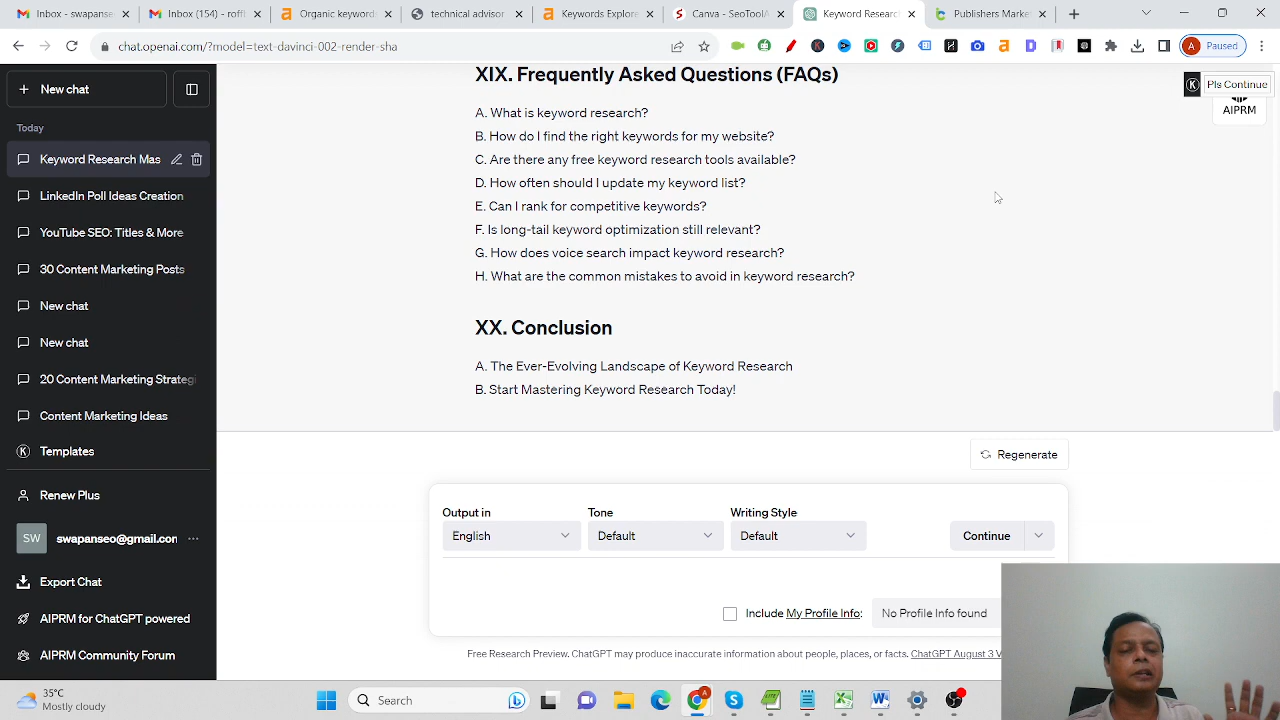 Inbox - swapanse
Inbox (154) - roffi
Organic keywords
technical advisor
Keywords Explore
Canva - SeoToolA
Keyword Researc
Publishers Marke
chat.openai.com/?model=text-davinci-002-render-sha
Paused
New chat
Today
Keyword Research Mas
LinkedIn Poll Ideas Creation
YouTube SEO: Titles & More
30 Content Marketing Posts
New chat
New chat
20 Content Marketing Strategi
Content Marketing Ideas
Templates
Renew Plus
SW
swapanseo@gmail.con
Export Chat
AIPRM for ChatGPT powered
AIPRM Community Forum
Pls Continue
AIPRM
XIX. Frequently Asked Questions (FAQs)
A. What is keyword research?
B. How do I find the right keywords for my website?
C. Are there any free keyword research tools available?
D. How often should I update my keyword list?
E. Can I rank for competitive keywords?
F. Is long-tail keyword optimization still relevant?
G. How does voice search impact keyword research?
H. What are the common mistakes to avoid in keyword research?
XX. Conclusion
A. The Ever-Evolving Landscape of Keyword Research
B. Start Mastering Keyword Research Today!
Regenerate
Output in
Tone
Writing Style
English
Default
Default
Continue
Include My Profile Info:
No Profile Info found
Free Research Preview. ChatGPT may produce inaccurate information about people, places, or facts. ChatGPT August 3 V
35°C
Mostly cloudy
Search